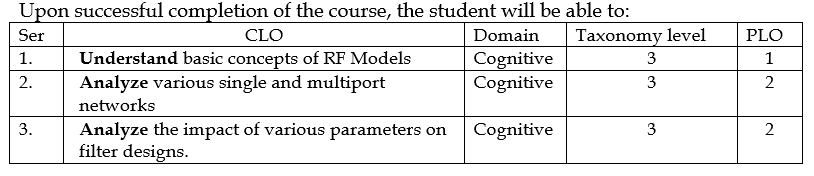 Upon successful completion of the course, the student will be able to:
Ser CLO Domain Taxonomy level PLO
1. Understand basic concepts of RF Models Cognitive 3 1
2. Analyze various single and multiport Cognitive 3 2
networks
3. Analyze the impact of various parameters on Cognitive 3 2
filter designs.